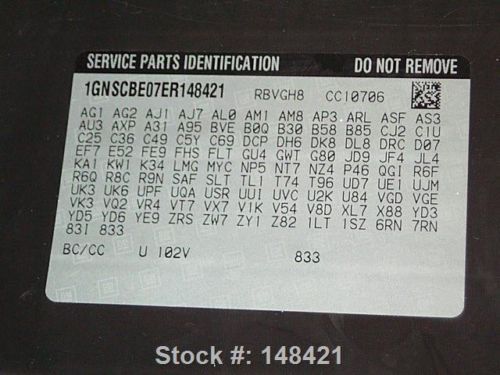 SERVICE PARTS IDENTIFICATION DO NOT REMOVE
1GNSCBE07ER148421 RBVGH8 CC10706
AG1 AG2 AJ1 AJ7 AL0 AM1 AM8 AP3 ARL ASF AS3
AU3 AXP A31 A95 BVE B0Q B30 B58 B85 CJ2 C1U
C25 C36 C49 C5Y C69 DCP DH6 DK8 DL8 DRC D07
EF7 E52 FE9 FHS FLT GU4 GWT G80 JD9 JF4 JL4
KA1 KW1 K34 LMG MYC NP5 NT7 NZ4 P46 QGI R6F
R6Q R8C R9N SAF SLT TL1 T74 T96 UD7 UE1 UJM
UK3 UK6 UPF UQA USR UUI UVC U2K U84 VGD VGE
VK3 VQ2 VR4 VT7 VX7 V1K V54 V8D XL7 X88 YD3
YD5 YD6 YE9 ZRS ZW7 ZY1 Z82 1LT 1SZ 6RN 7RN
83I 833
BC/CC U 102V 833
Stock #: 148421